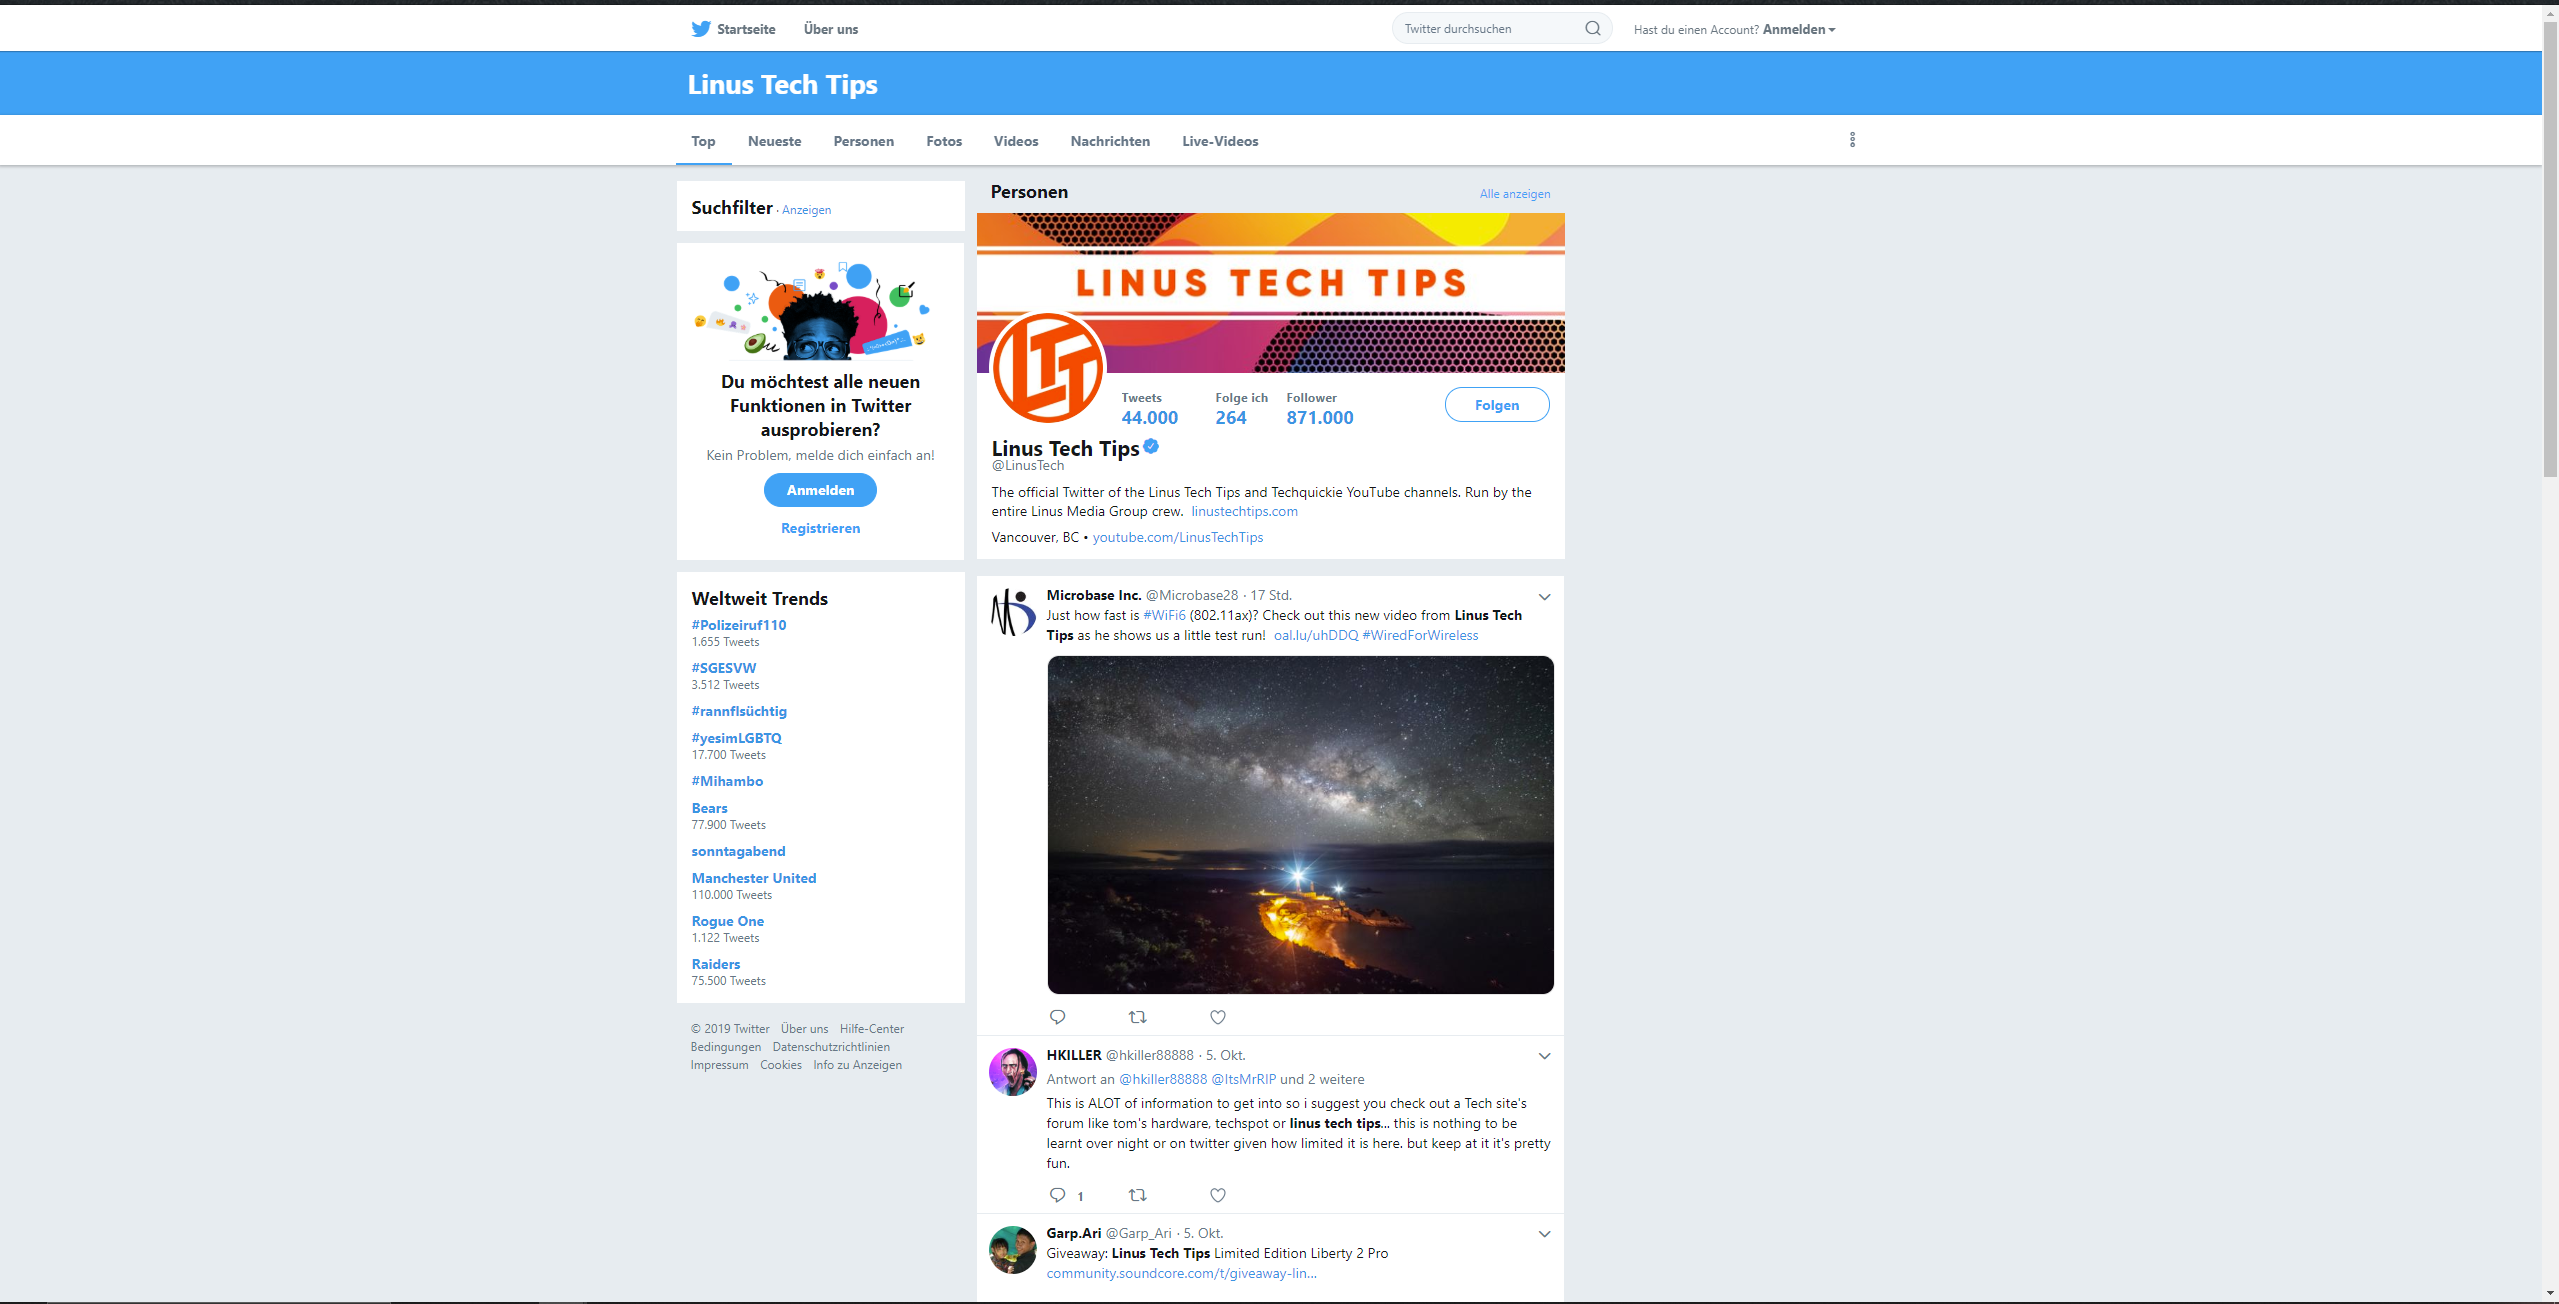 Startseite Über uns Twitter durchsuchen Hast du einen Account? Anmelden
Linus Tech Tips
Top Neueste Personen Fotos Videos Nachrichten Live-Videos
Suchfilter · Anzeigen
Du möchtest alle neuen
Funktionen in Twitter
ausprobieren?
Kein Problem, melde dich einfach an!
Anmelden
Registrieren
Weltweit Trends
#Polizeiruf110
1.655 Tweets
#SGESVW
3.512 Tweets
#rannflsüchtig
#yesimLGBTQ
17.700 Tweets
#Mihambo
Bears
77.900 Tweets
sonntagabend
Manchester United
110.000 Tweets
Rogue One
1.122 Tweets
Raiders
75.500 Tweets
© 2019 Twitter Über uns Hilfe-Center
Bedingungen Datenschutzrichtlinien
Impressum Cookies Info zu Anzeigen
Personen Alle anzeigen
LINUS TECH TIPS
LTT
Tweets Folge ich Follower
44.000 264 871.000
Folgen
Linus Tech Tips
@LinusTech
The official Twitter of the Linus Tech Tips and Techquickie YouTube channels. Run by the
entire Linus Media Group crew. linustechtips.com
Vancouver, BC • youtube.com/LinusTechTips
Microbase Inc. @Microbase28 · 17 Std.
Just how fast is #WiFi6 (802.11ax)? Check out this new video from Linus Tech
Tips as he shows us a little test run! oal.lu/uhDDQ #WiredForWireless
HKILLER @hkiller88888 · 5. Okt.
Antwort an @hkiller88888 @ItsMrRIP und 2 weitere
This is ALOT of information to get into so i suggest you check out a Tech site's
forum like tom's hardware, techspot or linus tech tips... this is nothing to be
learnt over night or on twitter given how limited it is here. but keep at it it's pretty
fun.
1
Garp.Ari @Garp_Ari · 5. Okt.
Giveaway: Linus Tech Tips Limited Edition Liberty 2 Pro
community.soundcore.com/t/giveaway-lin...